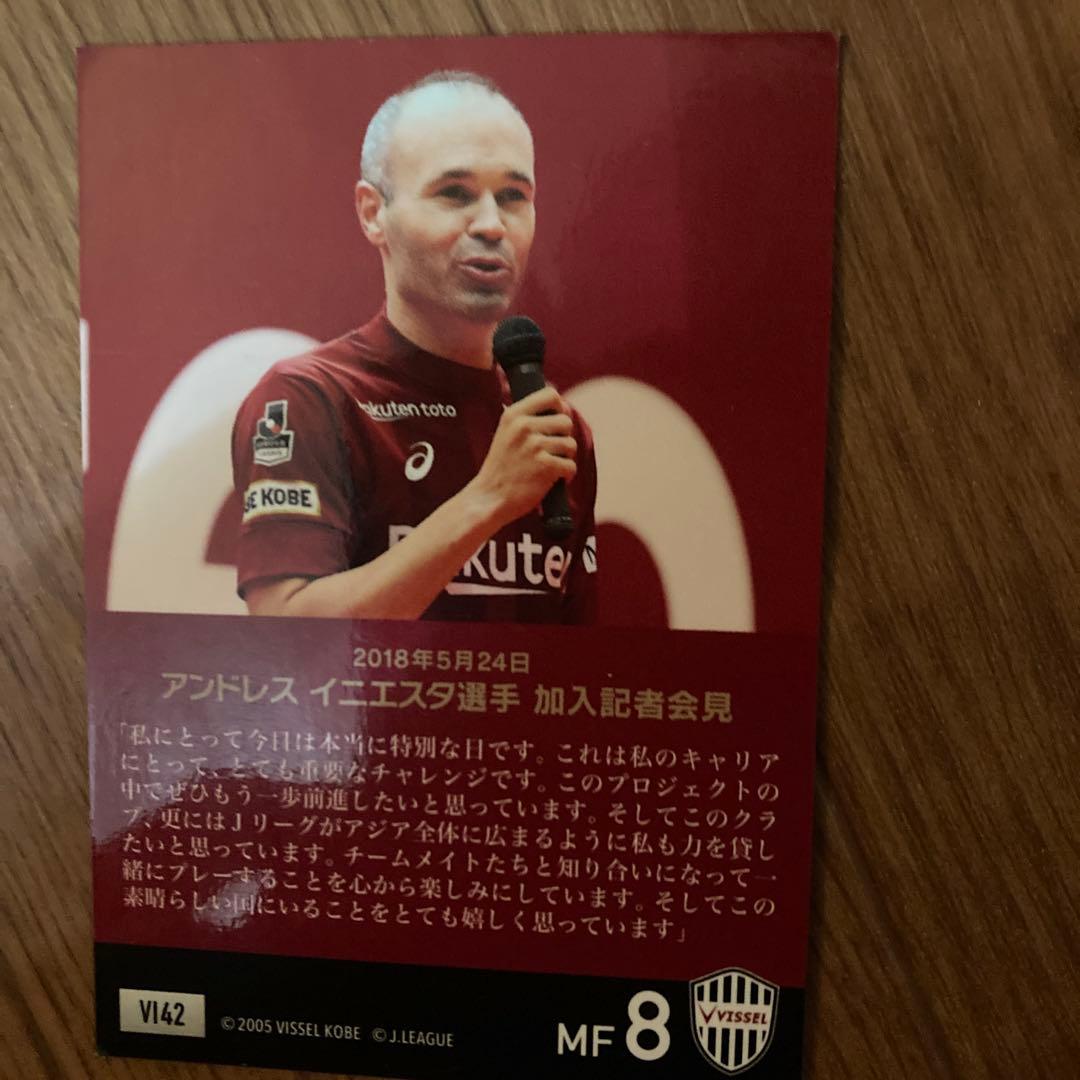 Rakuten toto
BE KOBE
Rakuten
2018年5月24日
アンドレス イニエスタ選手 加入記者会見
「私にとって今日は本当に特別な日です。これは私のキャリア
にとって、とても重要なチャレンジです。このプロジェクトの
中でぜひもう一歩前進したいと思っています。そしてこのクラ
ブ、更にはＪリーグがアジア全体に広まるように私も力を貸し
たいと思っています。チームメイトたちと知り合いになって一
緒にプレーすることを心から楽しみにしています。そしてこの
素晴らしい国にいることをとても嬉しく思っています」
VI42
©2005 VISSEL KOBE ©J.LEAGUE
MF 8
VISSEL